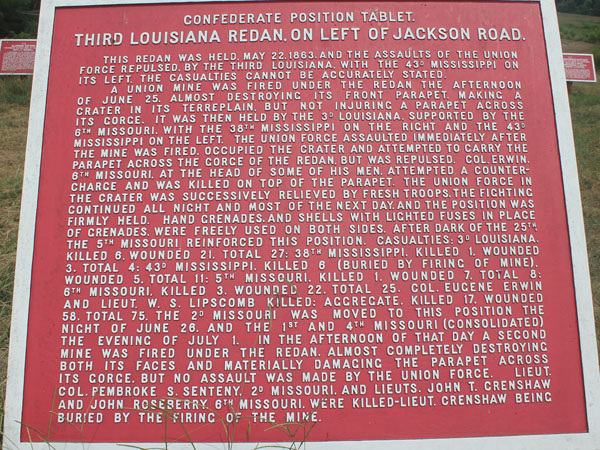 CONFEDERATE POSITION TABLET.
THIRD LOUISIANA REDAN, ON LEFT OF JACKSON ROAD.
THIS REDAN WAS HELD, MAY 22, 1863, AND THE ASSAULTS OF THE UNION
FORCE REPULSED, BY THE THIRD LOUISIANA, WITH THE 43D MISSISSIPPI ON
ITS LEFT. THE CASUALTIES CANNOT BE ACCURATELY STATED.
A UNION MINE WAS FIRED UNDER THE REDAN THE AFTERNOON
OF JUNE 25, ALMOST DESTROYING ITS FRONT PARAPET, MAKING A
CRATER IN ITS TERREPLEIN, BUT NOT INJURING A PARAPET ACROSS
ITS GORGE. IT WAS THEN HELD BY THE 3D LOUISIANA, SUPPORTED BY THE
6TH MISSOURI, WITH THE 38TH MISSISSIPPI ON THE RIGHT AND THE 43D
MISSISSIPPI ON THE LEFT. THE UNION FORCE ASSAULTED IMMEDIATELY AFTER
THE MINE WAS FIRED, OCCUPIED THE CRATER AND ATTEMPTED TO CARRY THE
PARAPET ACROSS THE GORGE OF THE REDAN, BUT WAS REPULSED. COL. ERWIN,
6TH MISSOURI, AT THE HEAD OF SOME OF HIS MEN, ATTEMPTED A COUNTER-
CHARGE AND WAS KILLED ON TOP OF THE PARAPET. THE UNION FORCE IN
THE CRATER WAS SUCCESSIVELY RELIEVED BY FRESH TROOPS, THE FIGHTING
CONTINUED ALL NIGHT AND MOST OF THE NEXT DAY, AND THE POSITION WAS
FIRMLY HELD. HAND GRENADES, AND SHELLS WITH LIGHTED FUSES IN PLACE
OF GRENADES, WERE FREELY USED ON BOTH SIDES. AFTER DARK OF THE 25TH,
THE 5TH MISSOURI REINFORCED THIS POSITION. CASUALTIES: 3D LOUISIANA,
KILLED 6, WOUNDED 21, TOTAL 27; 38TH MISSISSIPPI, KILLED 1, WOUNDED
3, TOTAL 4; 43D MISSISSIPPI, KILLED 6 (BURIED BY FIRING OF MINE),
WOUNDED 5, TOTAL 11; 5TH MISSOURI, KILLED 1, WOUNDED 7, TOTAL 8;
6TH MISSOURI, KILLED 3, WOUNDED 22, TOTAL 25, COL. EUGENE ERWIN
AND LIEUT. W. S. LIPSCOMB KILLED; AGGREGATE, KILLED 17, WOUNDED
58, TOTAL 75. THE 2D MISSOURI WAS MOVED TO THIS POSITION THE
NIGHT OF JUNE 26, AND THE 1ST AND 4TH MISSOURI (CONSOLIDATED)
THE EVENING OF JULY 1. IN THE AFTERNOON OF THAT DAY A SECOND
MINE WAS FIRED UNDER THE REDAN, ALMOST COMPLETELY DESTROYING
BOTH ITS FACES AND MATERIALLY DAMAGING THE PARAPET ACROSS
ITS GORGE, BUT NO ASSAULT WAS MADE BY THE UNION FORCE. LIEUT.
COL. PEMBROKE S. SENTENY, 2D MISSOURI, AND LIEUTS. JOHN T. CRENSHAW
AND JOHN ROSEBERRY, 6TH MISSOURI, WERE KILLED-LIEUT. CRENSHAW BEING
BURIED BY THE FIRING OF THE MINE.